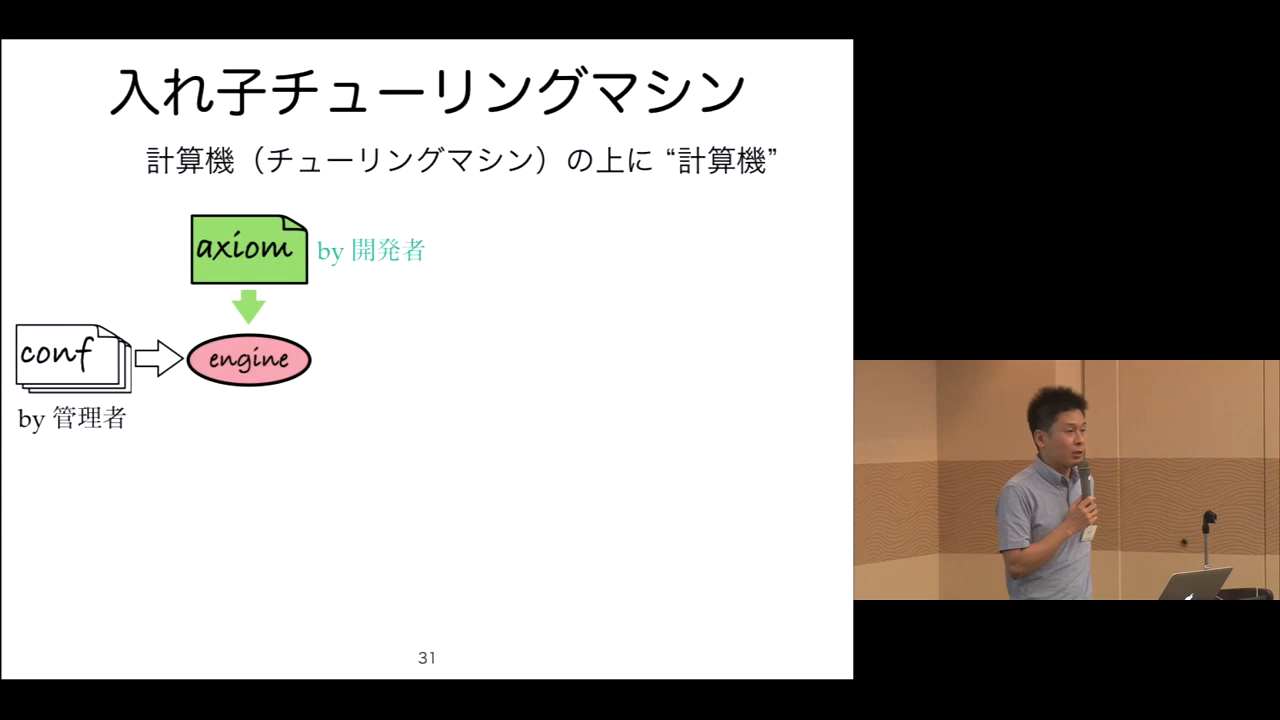 入れ子チューリングマシン
計算機（チューリングマシン）の上に “計算機”
axiom
by 開発者
conf
engine
by 管理者
31